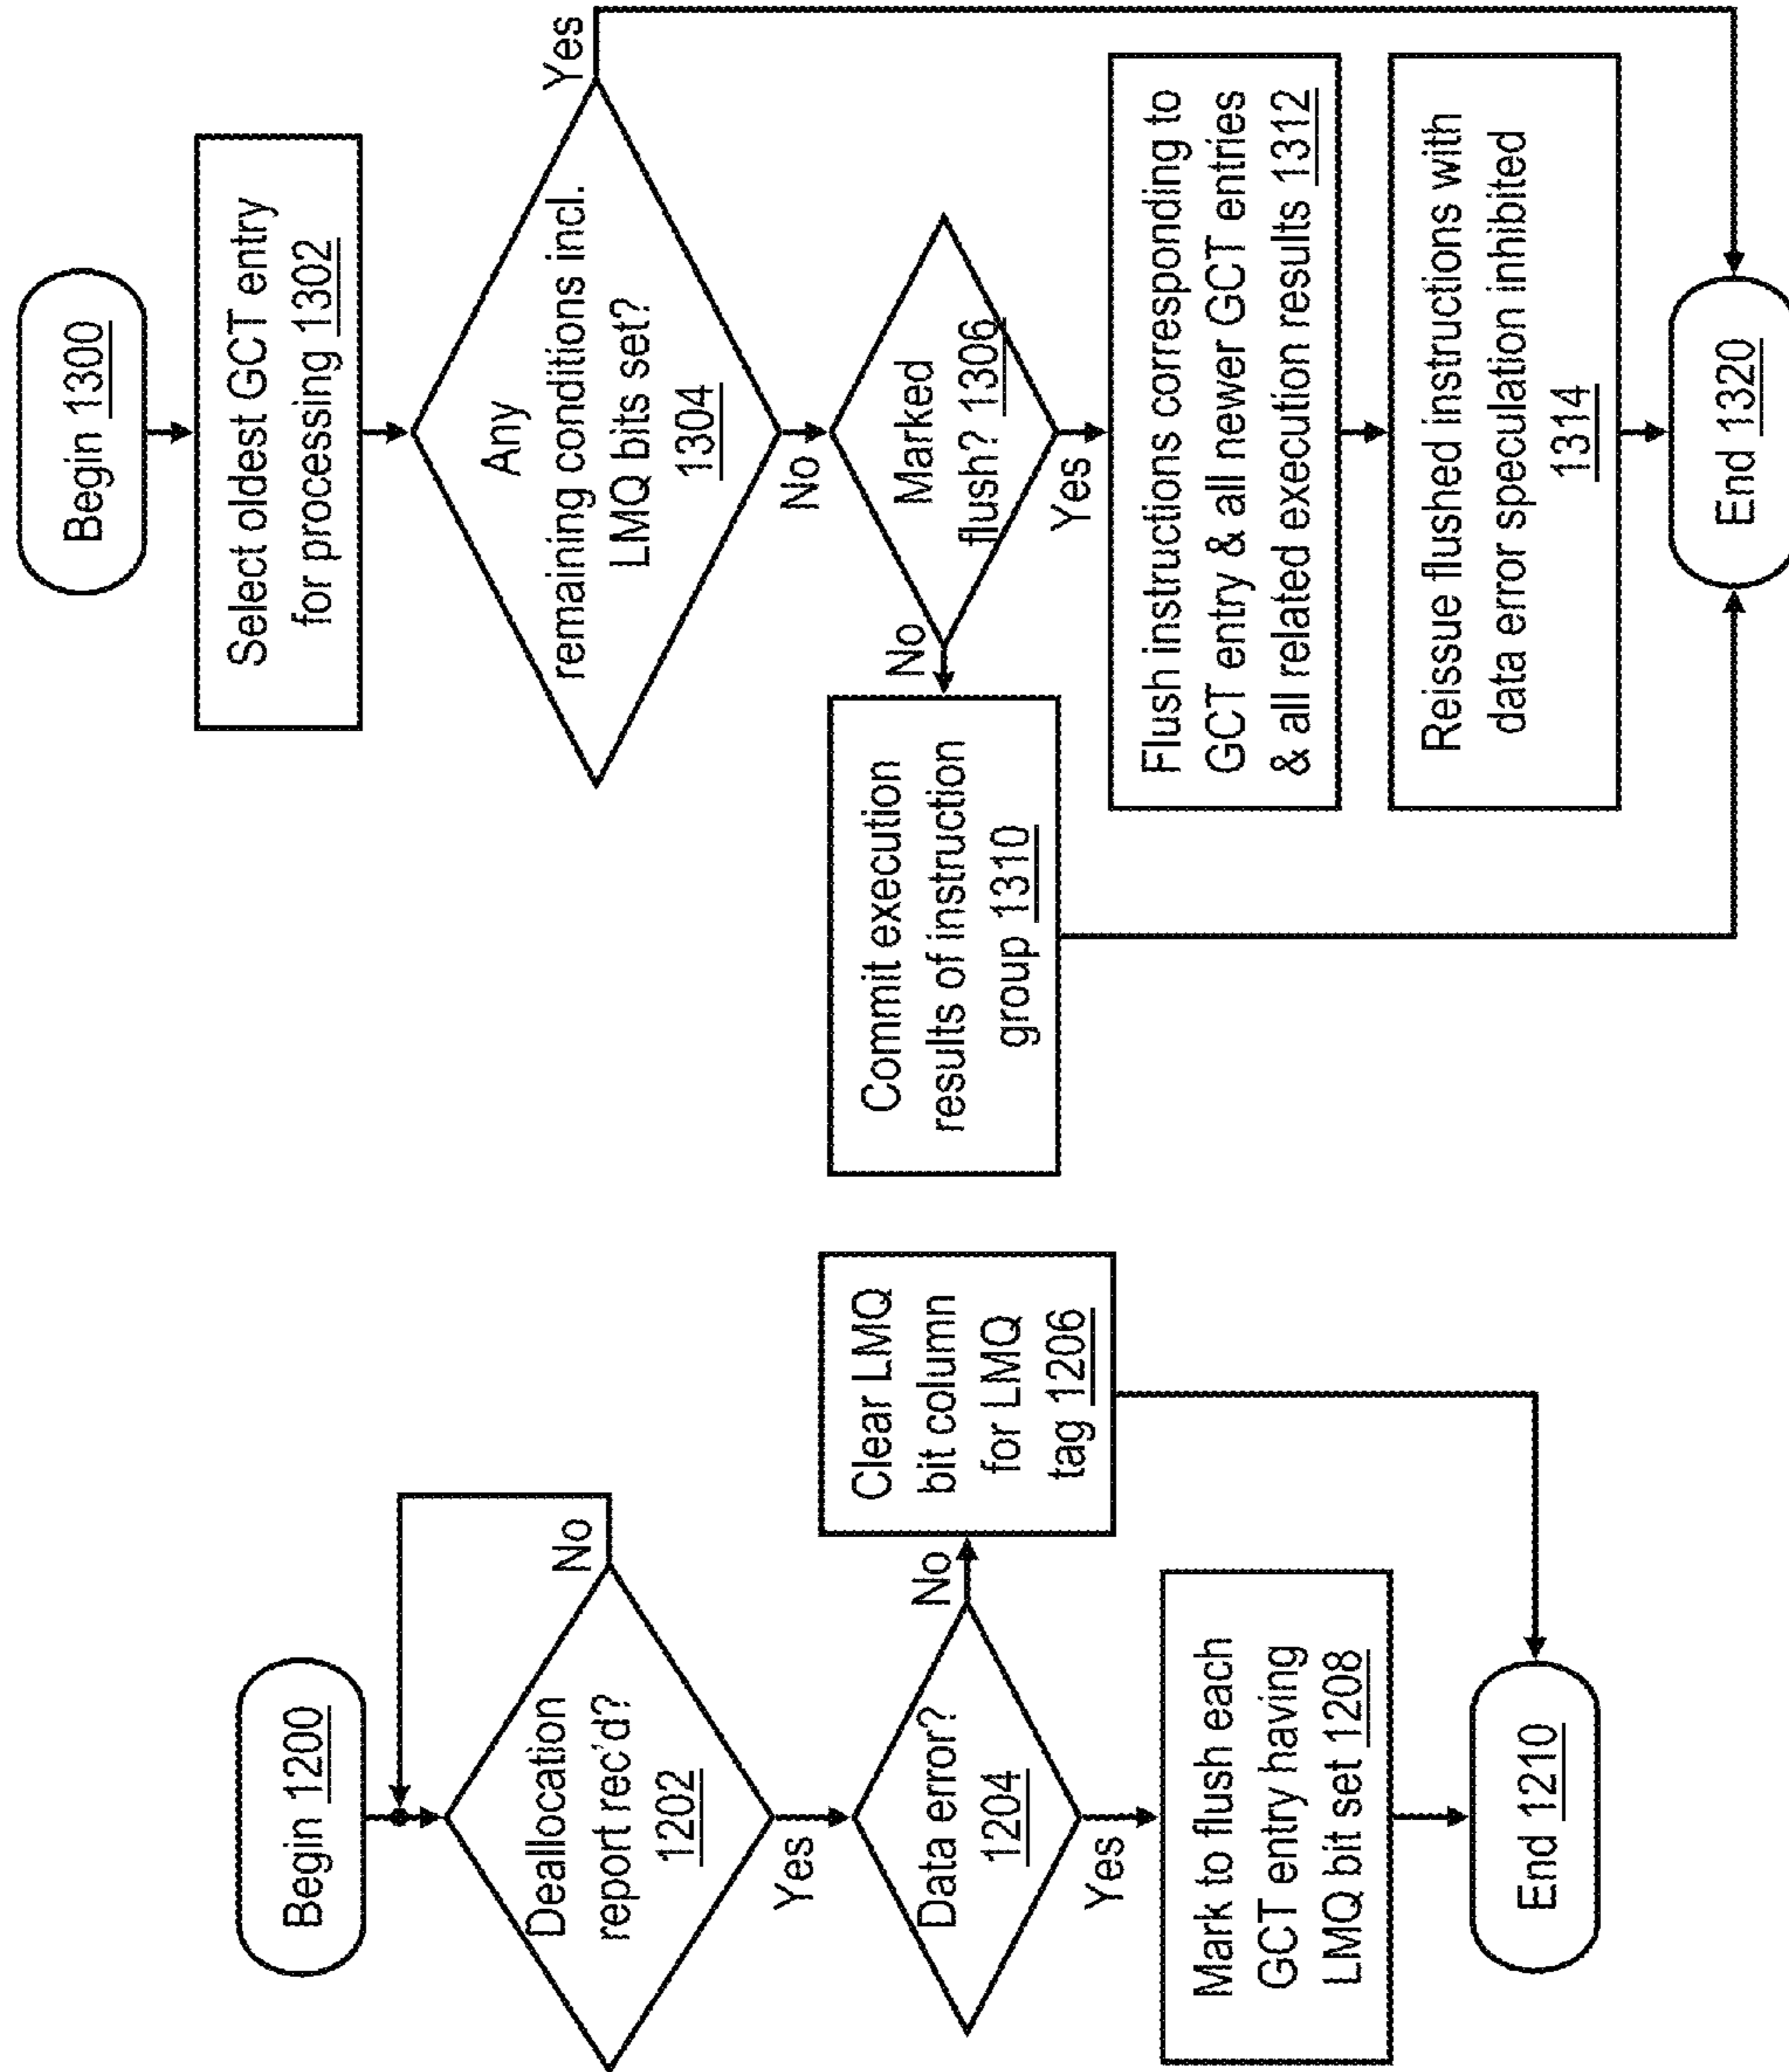 Begin 1200
Deallocation
report rec'd?
1202
No
Yes
Data error?
1204
No
Yes
Clear LMQ
bit column
for LMQ
tag 1206
Mark to flush each
GCT entry having
LMQ bit set 1208
End 1210
Begin 1300
Select oldest GCT entry
for processing 1302
Any
remaining conditions incl.
LMQ bits set?
1304
Yes
No
Marked
flush? 1306
No
Yes
Commit execution
results of instruction
group 1310
Flush instructions corresponding to
GCT entry & all newer GCT entries
& all related execution results 1312
Reissue flushed instructions with
data error speculation inhibited
1314
End 1320